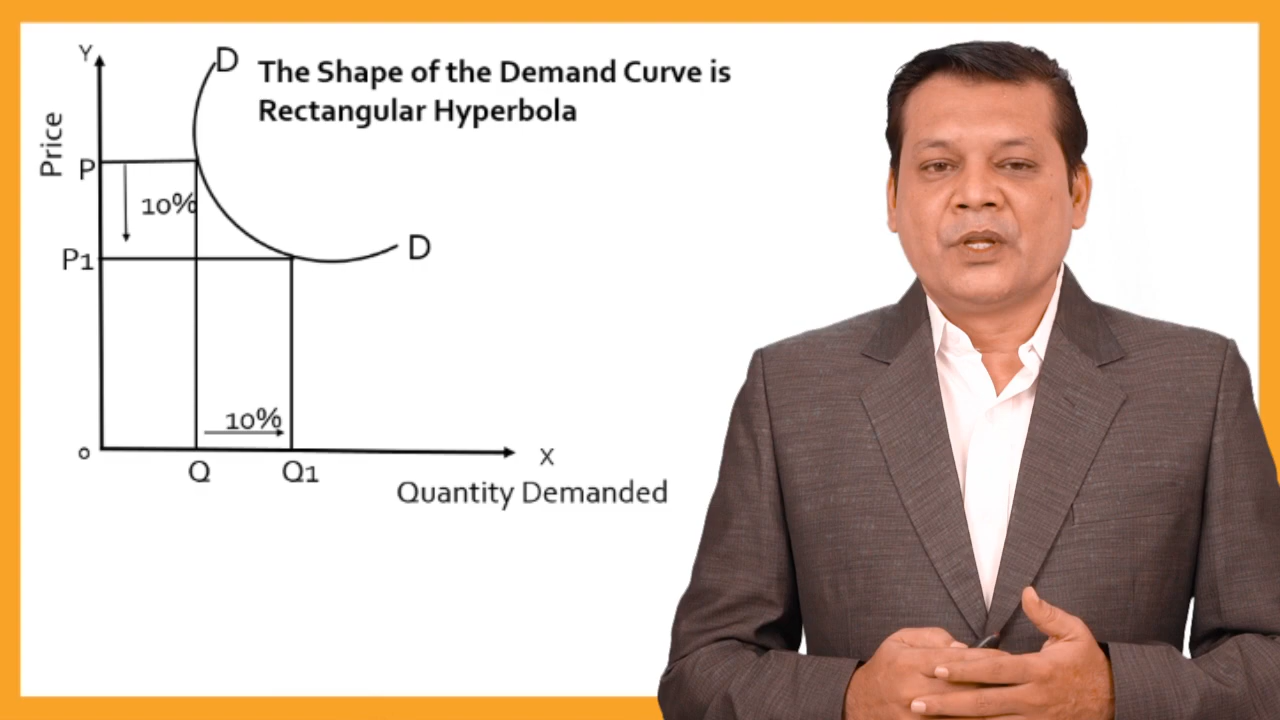 Y
D
The Shape of the Demand Curve is
Rectangular Hyperbola
Price
P
10%
P1
D
10%
o
Q
Q1
X
Quantity Demanded